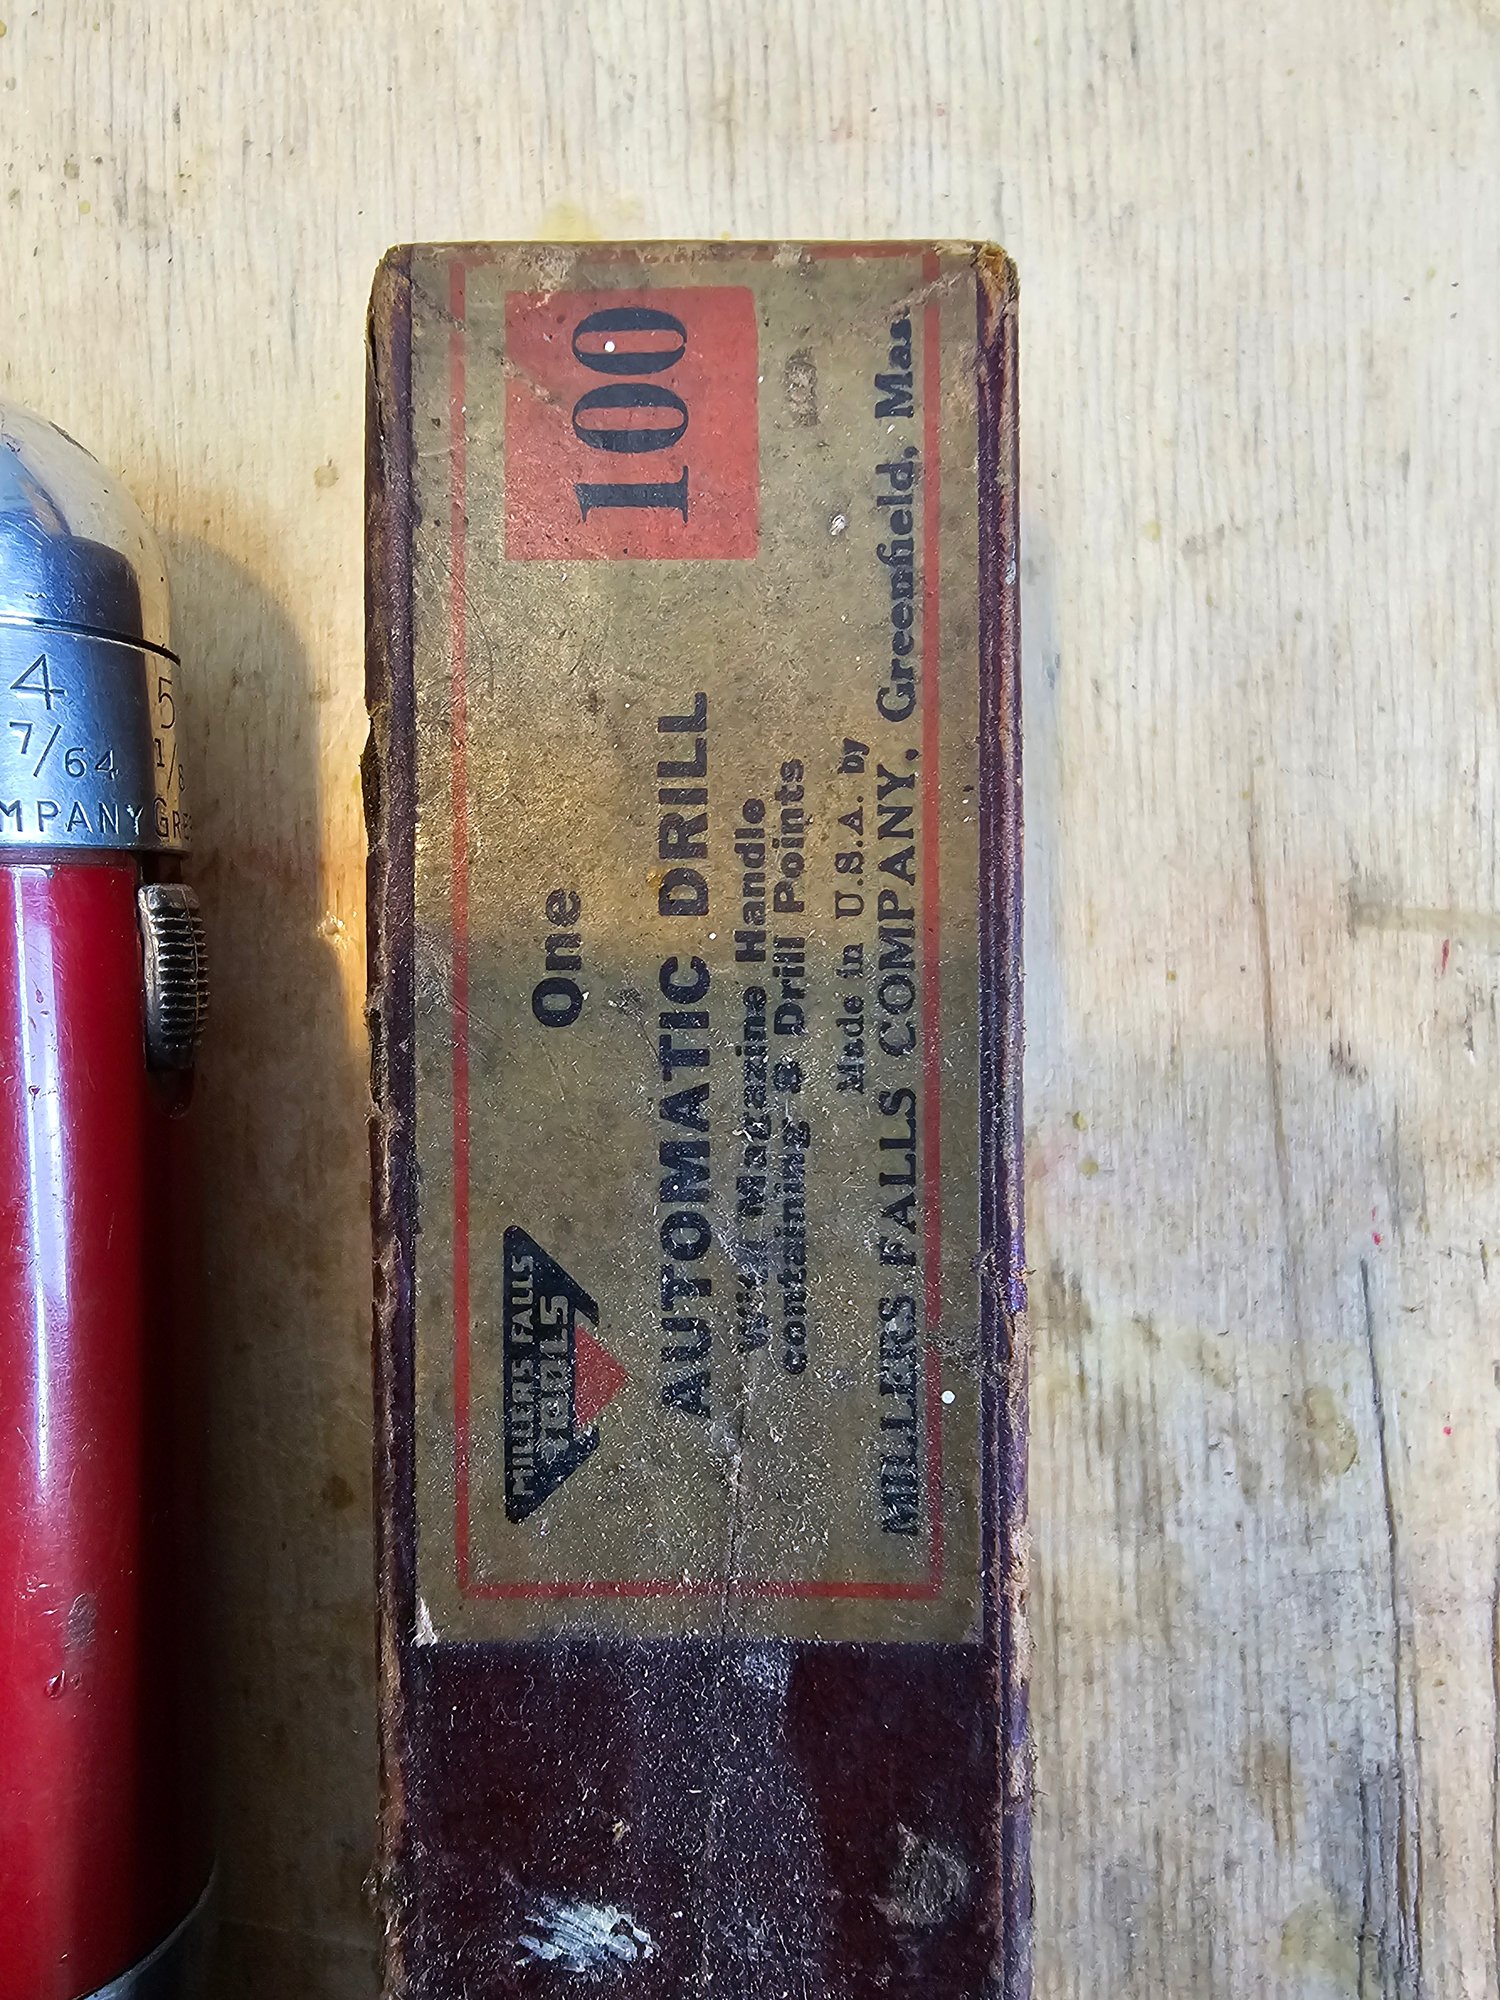 MILLERS FALLS
TOOLS
One
100
AUTOMATIC DRILL
With Magazine Handle
containing 8 Drill Points
Made in U.S.A. by
MILLERS FALLS COMPANY, Greenfield, Mas.
4 5
7/64
MPANY GR